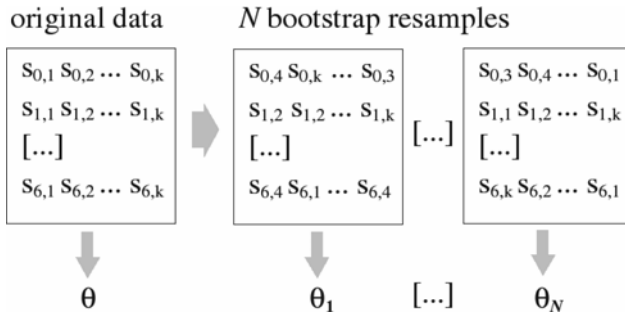 original data N bootstrap resamples
s0,1 s0,2 ... s0,k
s1,1 s1,2 ... s1,k
[...]
s6,1 s6,2 ... s6,k
s0,4 s0,k ... s0,3
s1,2 s1,2 ... s1,k
[...]
s6,4 s6,1 ... s6,4
[...]
s0,3 s0,4 ... s0,1
s1,1 s1,2 ... s1,k
[...]
s6,k s6,2 ... s6,1
θ θ1 [...] θN